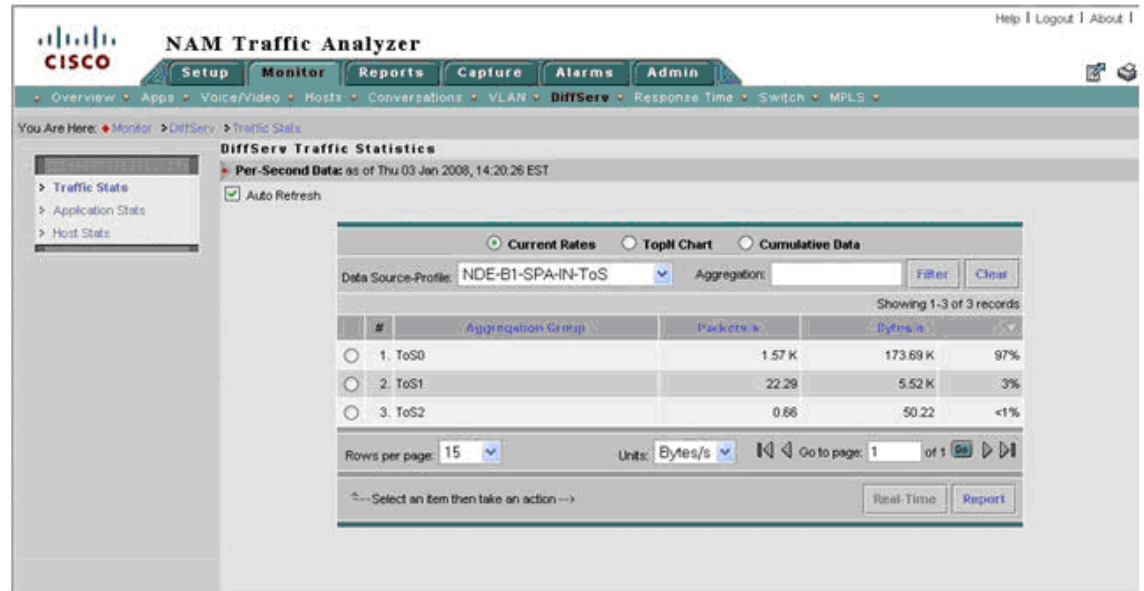 Help | Logout | About |
CISCO
NAM Traffic Analyzer
Setup Monitor Reports Capture Alarms Admin
Overview Apps Voice/Video Hosts Conversations VLAN DiffServ Response Time Switch MPLS
You Are Here: Monitor > DiffServ > Traffic Stats
DiffServ Traffic Statistics
Per-Second Data: as of Thu 03 Jan 2008, 14:20:26 EST
Traffic Stats
Application Stats
Host Stats
Auto Refresh
Current Rates TopN Chart Cumulative Data
Data Source-Profile: NDE-B1-SPA-IN-ToS Aggregation: Filter Clear
Showing 1-3 of 3 records
# Aggregation Group Packets/s Bytes/s
1. ToS0 1.57 K 173.69 K 97%
2. ToS1 22.29 5.52 K 3%
3. ToS2 0.66 50.22 <1%
Rows per page: 15 Units: Bytes/s Go to page: 1 of 1 Go
Select an item then take an action --> Real-Time Report